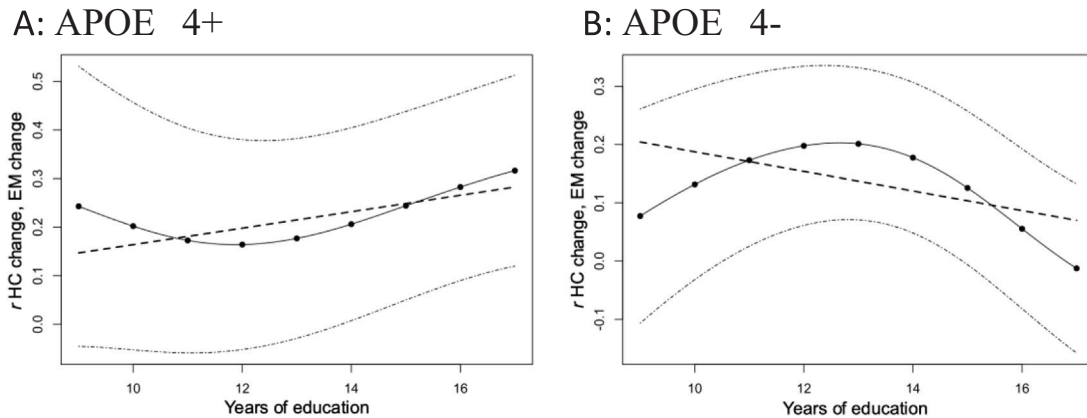 A: APOE 4+
r HC change, EM change
0.5
0.4
0.3
0.2
0.1
0.0
10 12 14 16
Years of education
B: APOE 4-
r HC change, EM change
0.3
0.2
0.1
0.0
-0.1
10 12 14 16
Years of education